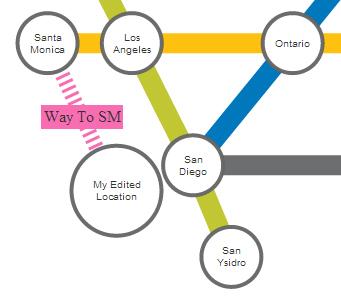 Santa
Monica
Los
Angeles
Ontario
Way To SM
San
Diego
My Edited
Location
San
Ysidro